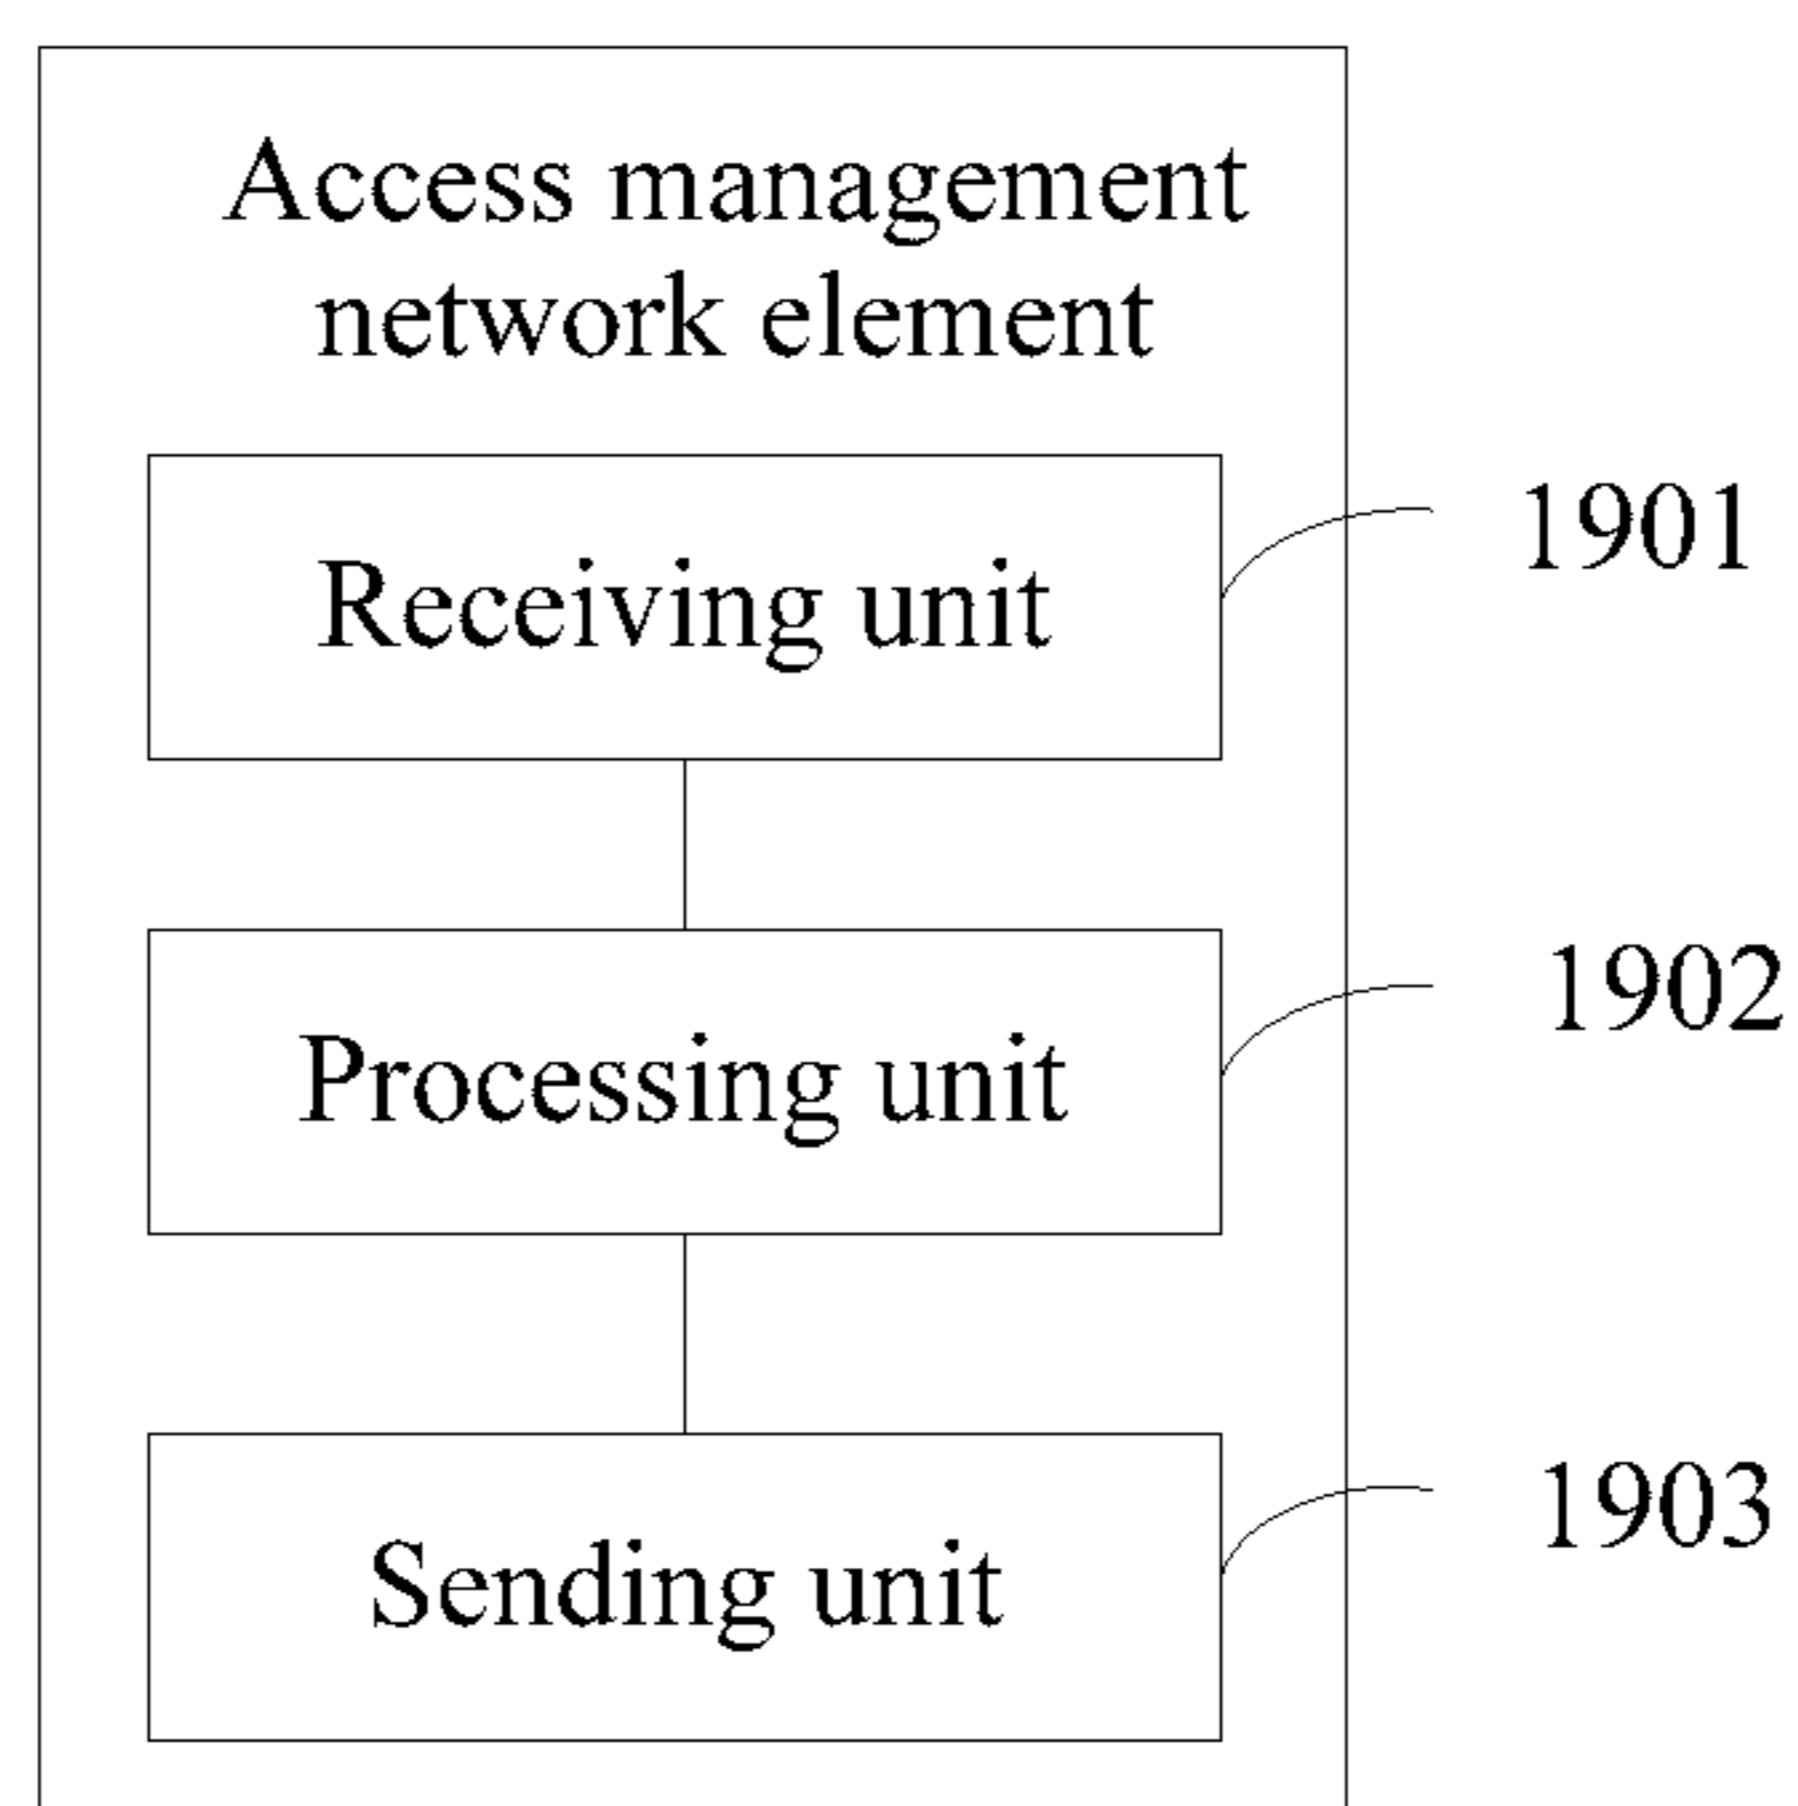 Access management
network element
Receiving unit
1901
Processing unit
1902
Sending unit
1903